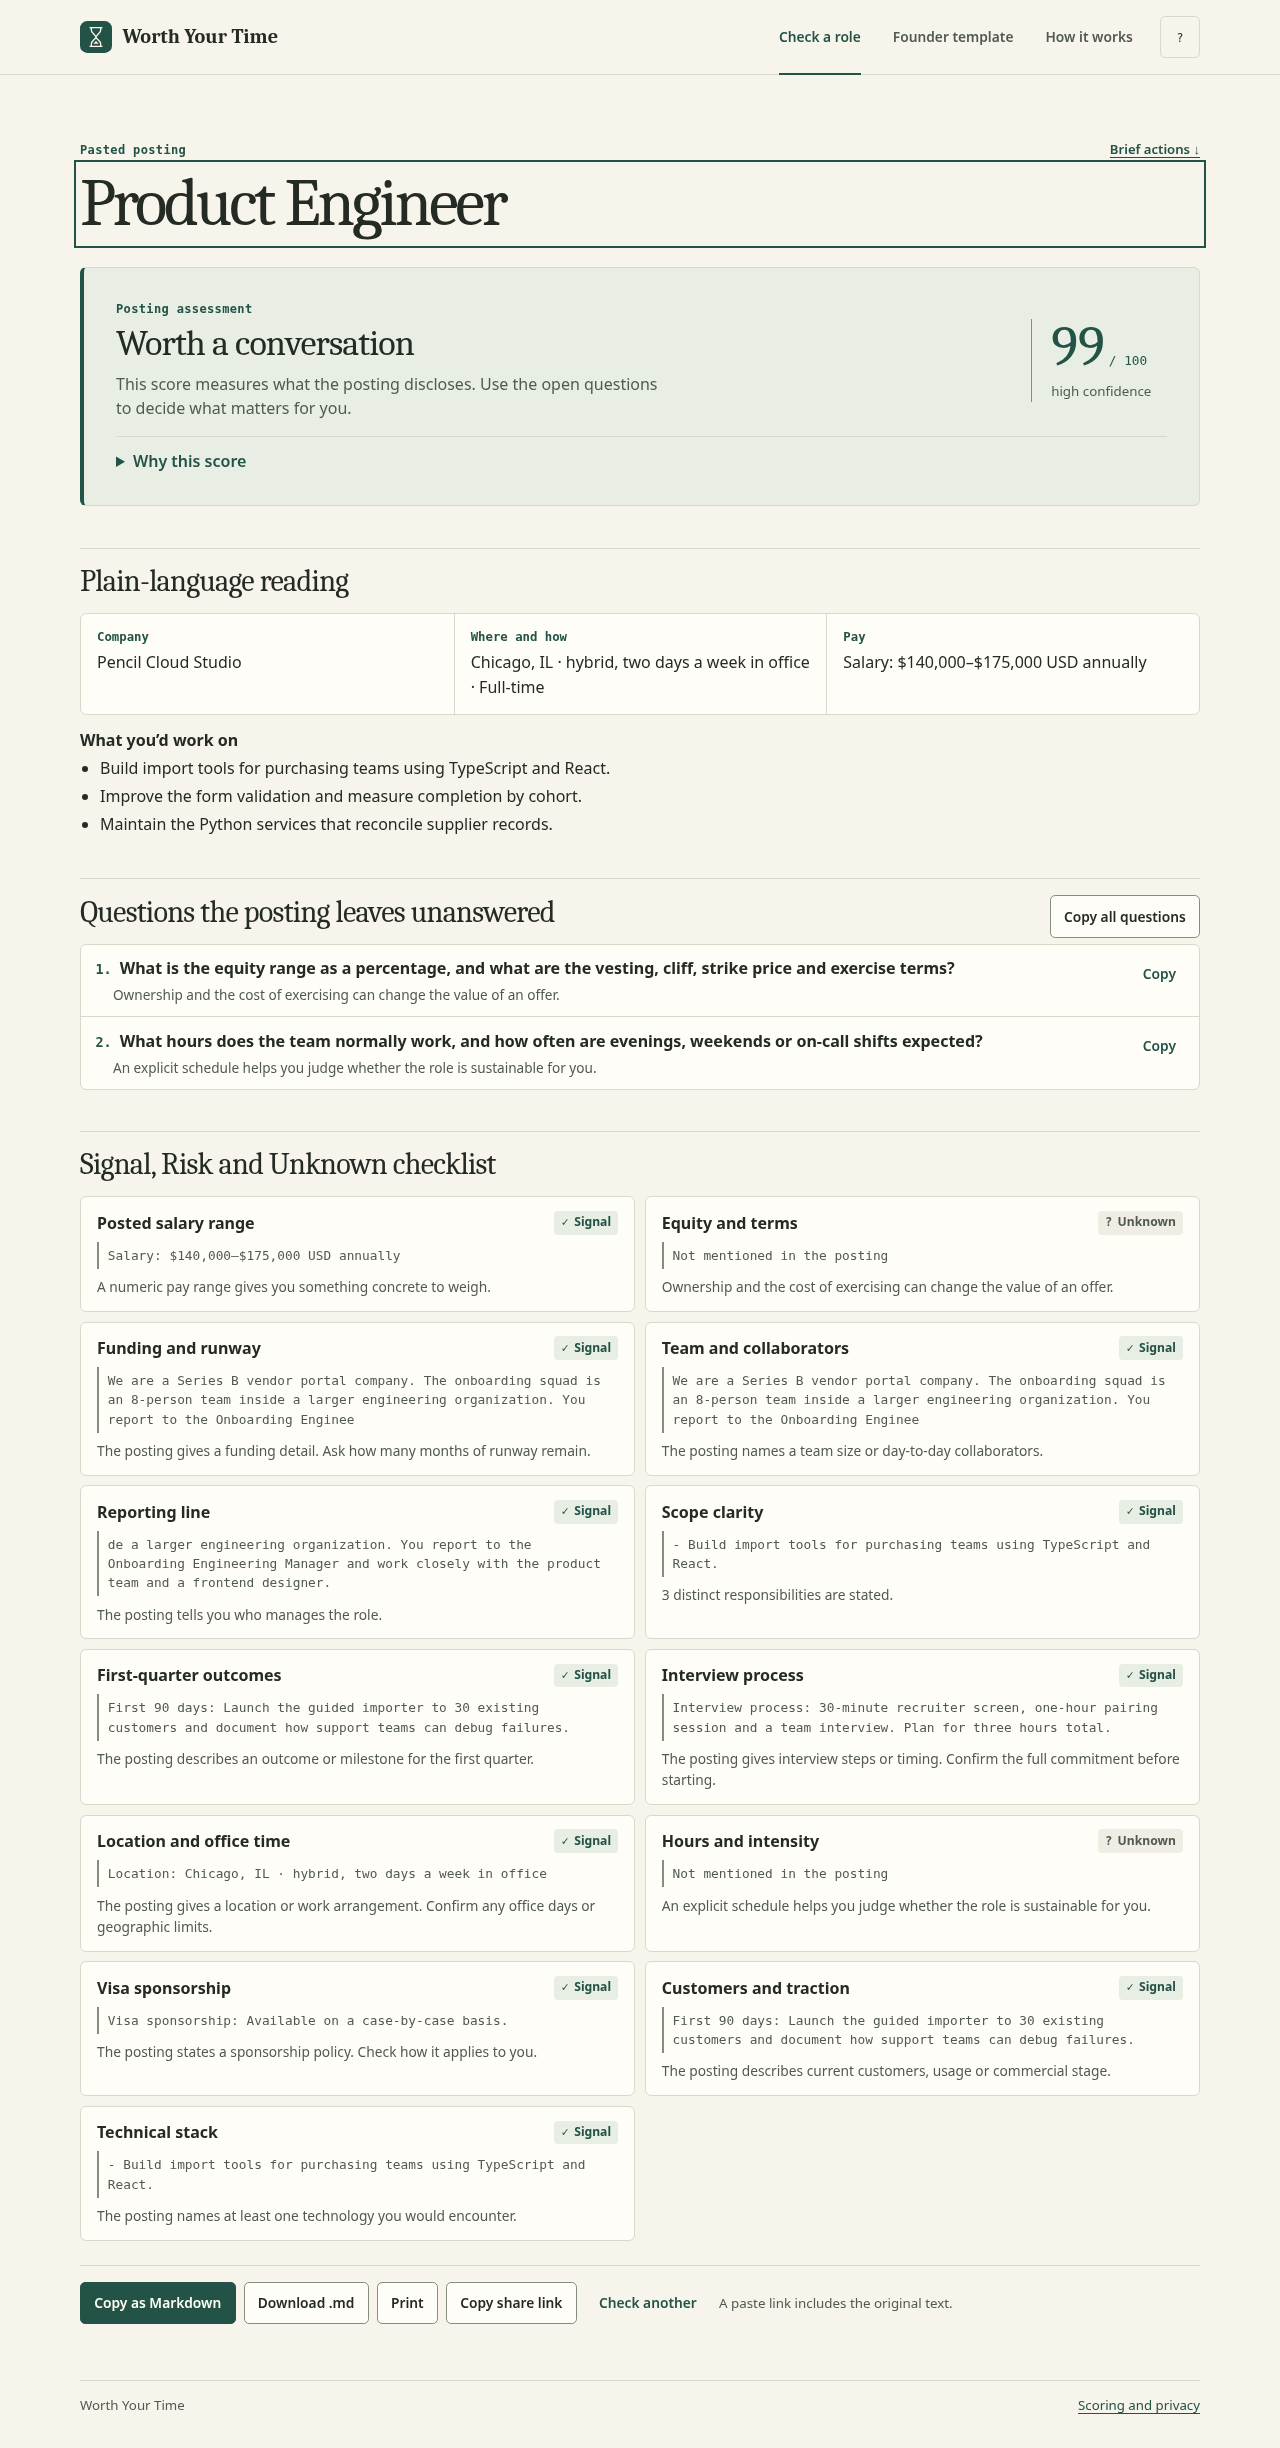 Worth Your Time
Check a role
Founder template
How it works
?
Pasted posting
Brief actions ↓
Product Engineer
Posting assessment
Worth a conversation
This score measures what the posting discloses. Use the open questions
to decide what matters for you.
99 / 100
high confidence
▶ Why this score
Plain-language reading
Company
Pencil Cloud Studio
Where and how
Chicago, IL · hybrid, two days a week in office
· Full-time
Pay
Salary: $140,000–$175,000 USD annually
What you’d work on
• Build import tools for purchasing teams using TypeScript and React.
• Improve the form validation and measure completion by cohort.
• Maintain the Python services that reconcile supplier records.
Questions the posting leaves unanswered
Copy all questions
1. What is the equity range as a percentage, and what are the vesting, cliff, strike price and exercise terms?
Ownership and the cost of exercising can change the value of an offer.
Copy
2. What hours does the team normally work, and how often are evenings, weekends or on-call shifts expected?
An explicit schedule helps you judge whether the role is sustainable for you.
Copy
Signal, Risk and Unknown checklist
Posted salary range
✓ Signal
Salary: $140,000–$175,000 USD annually
A numeric pay range gives you something concrete to weigh.
Equity and terms
? Unknown
Not mentioned in the posting
Ownership and the cost of exercising can change the value of an offer.
Funding and runway
✓ Signal
We are a Series B vendor portal company. The onboarding squad is
an 8-person team inside a larger engineering organization. You
report to the Onboarding Enginee
The posting gives a funding detail. Ask how many months of runway remain.
Team and collaborators
✓ Signal
We are a Series B vendor portal company. The onboarding squad is
an 8-person team inside a larger engineering organization. You
report to the Onboarding Enginee
The posting names a team size or day-to-day collaborators.
Reporting line
✓ Signal
de a larger engineering organization. You report to the
Onboarding Engineering Manager and work closely with the product
team and a frontend designer.
The posting tells you who manages the role.
Scope clarity
✓ Signal
- Build import tools for purchasing teams using TypeScript and
React.
3 distinct responsibilities are stated.
First-quarter outcomes
✓ Signal
First 90 days: Launch the guided importer to 30 existing
customers and document how support teams can debug failures.
The posting describes an outcome or milestone for the first quarter.
Interview process
✓ Signal
Interview process: 30-minute recruiter screen, one-hour pairing
session and a team interview. Plan for three hours total.
The posting gives interview steps or timing. Confirm the full commitment before
starting.
Location and office time
✓ Signal
Location: Chicago, IL · hybrid, two days a week in office
The posting gives a location or work arrangement. Confirm any office days or
geographic limits.
Hours and intensity
? Unknown
Not mentioned in the posting
An explicit schedule helps you judge whether the role is sustainable for you.
Visa sponsorship
✓ Signal
Visa sponsorship: Available on a case-by-case basis.
The posting states a sponsorship policy. Check how it applies to you.
Customers and traction
✓ Signal
First 90 days: Launch the guided importer to 30 existing
customers and document how support teams can debug failures.
The posting describes current customers, usage or commercial stage.
Technical stack
✓ Signal
- Build import tools for purchasing teams using TypeScript and
React.
The posting names at least one technology you would encounter.
Copy as Markdown
Download .md
Print
Copy share link
Check another
A paste link includes the original text.
Worth Your Time
Scoring and privacy